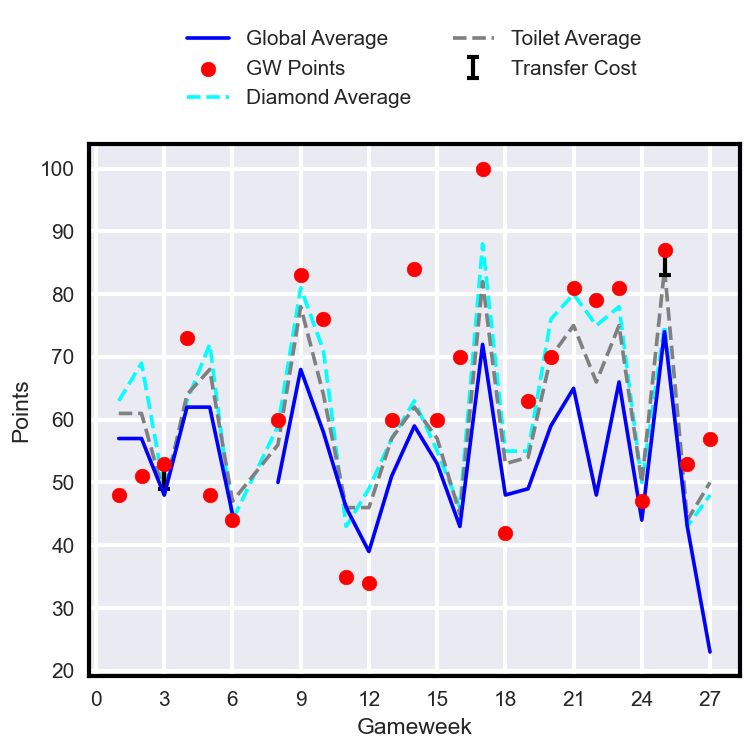 Global Average
GW Points
Diamond Average
Toilet Average
Transfer Cost
Points
100
90
80
70
60
50
40
30
20
0 3 6 9 12 15 18 21 24 27
Gameweek